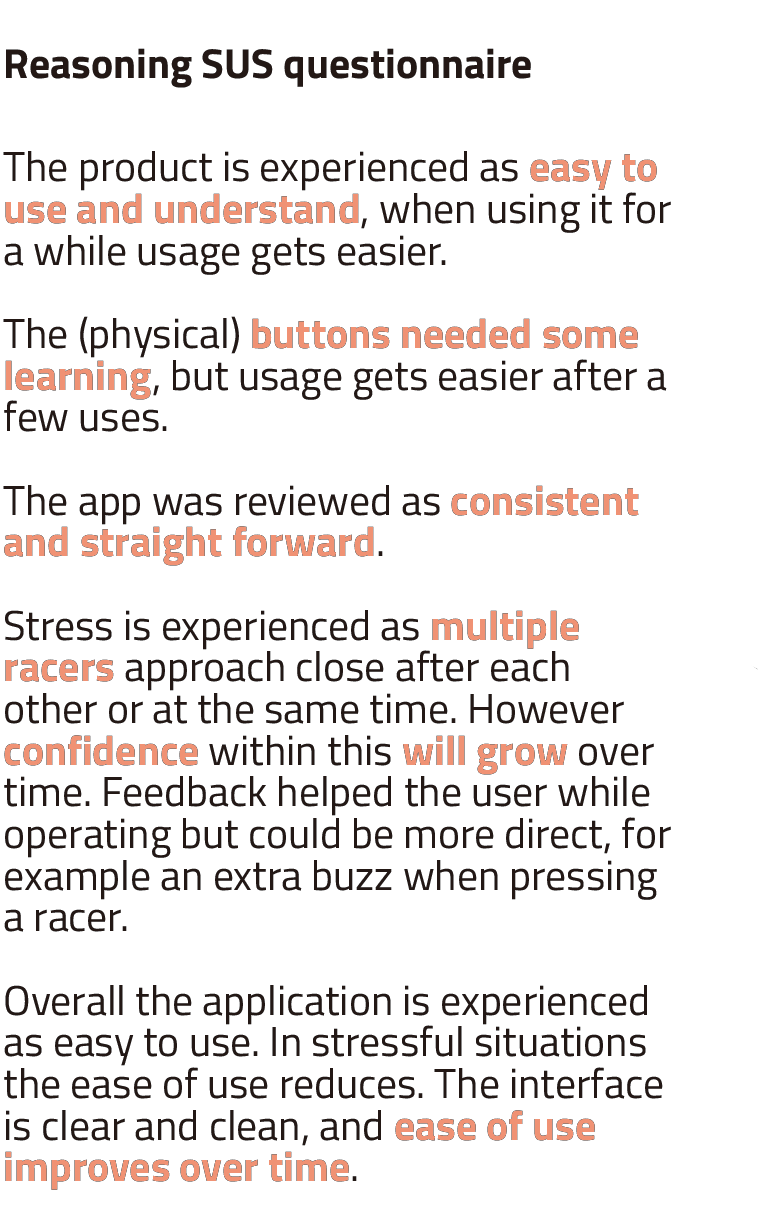 Reasoning SUS questionnaire
The product is experienced as easy to
use and understand, when using it for
a while usage gets easier.
The (physical) buttons needed some
learning, but usage gets easier after a
few uses.
The app was reviewed as consistent
and straight forward.
Stress is experienced as multiple
racers approach close after each
other or at the same time. However
confidence within this will grow over
time. Feedback helped the user while
operating but could be more direct, for
example an extra buzz when pressing
a racer.
Overall the application is experienced
as easy to use. In stressful situations
the ease of use reduces. The interface
is clear and clean, and ease of use
improves over time.